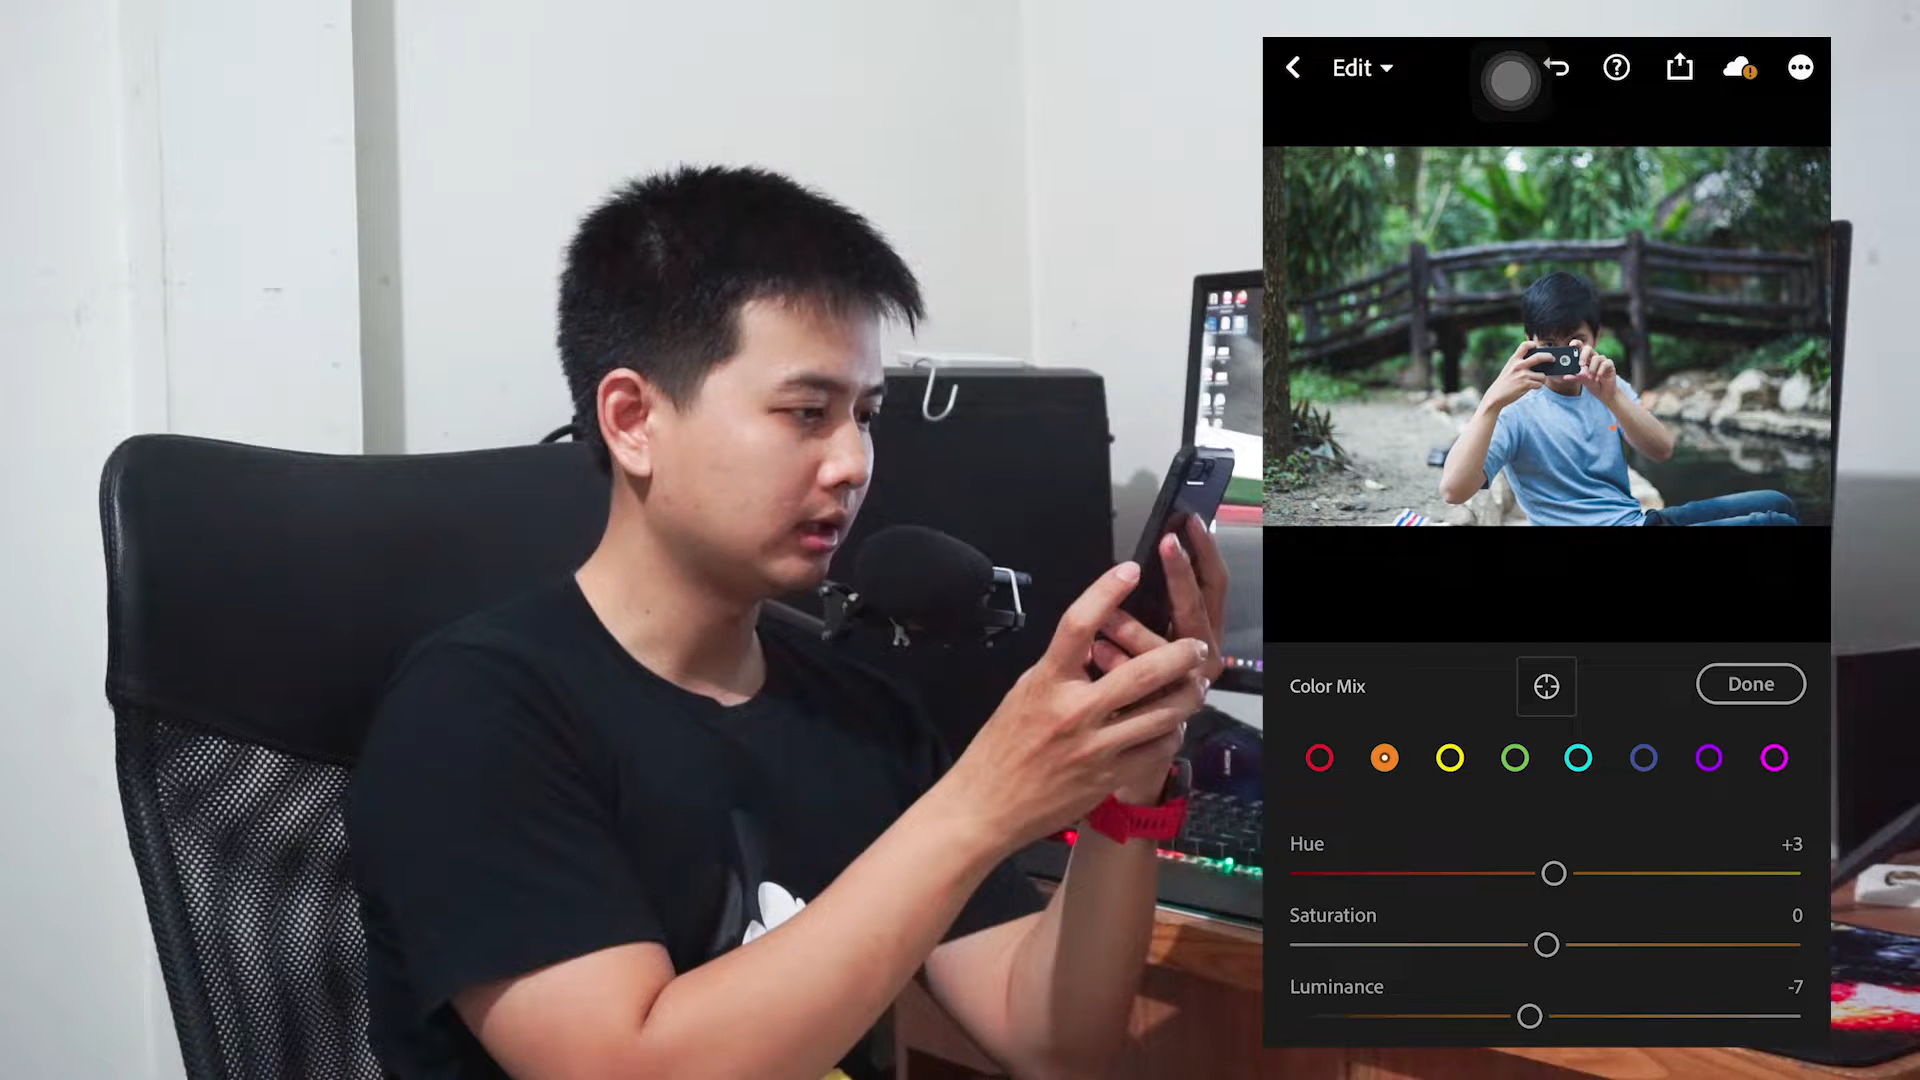 Edit
Color Mix
Done
Hue +3
Saturation 0
Luminance -7